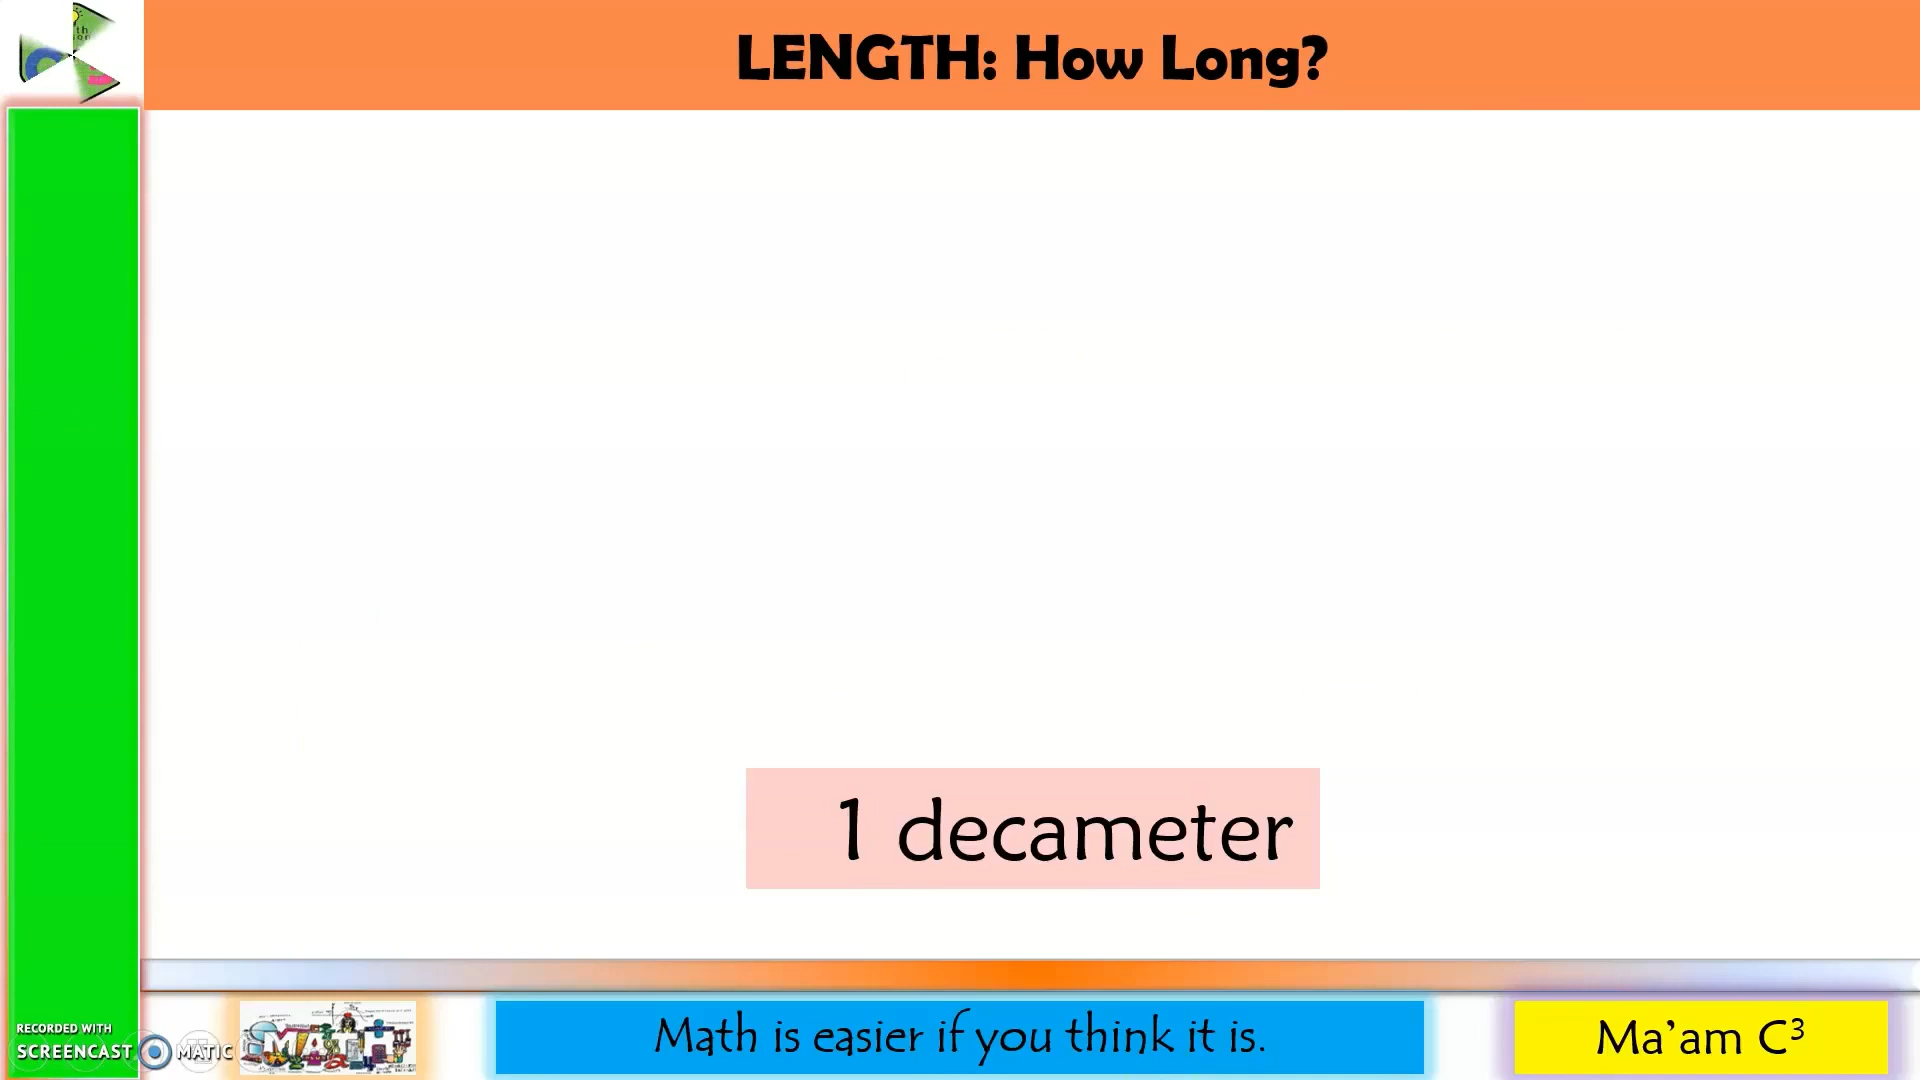 LENGTH: How Long?
1 decameter
RECORDED WITH
SCREENCAST MATIC
MATH
Math is easier if you think it is.
Ma’am C³